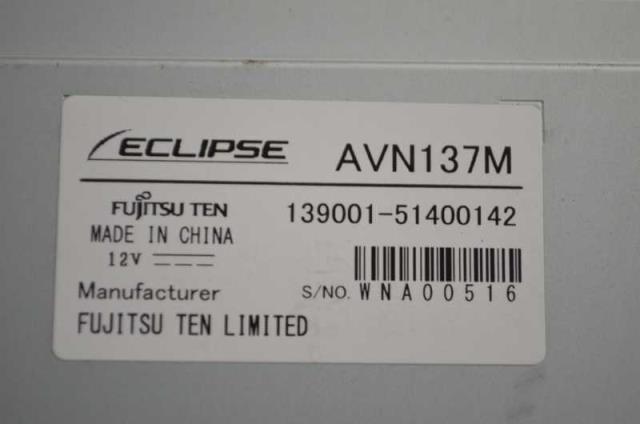 ECLIPSE AVN137M
FUJITSU TEN 139001-51400142
MADE IN CHINA
12V
Manufacturer S/NO. WNA00516
FUJITSU TEN LIMITED